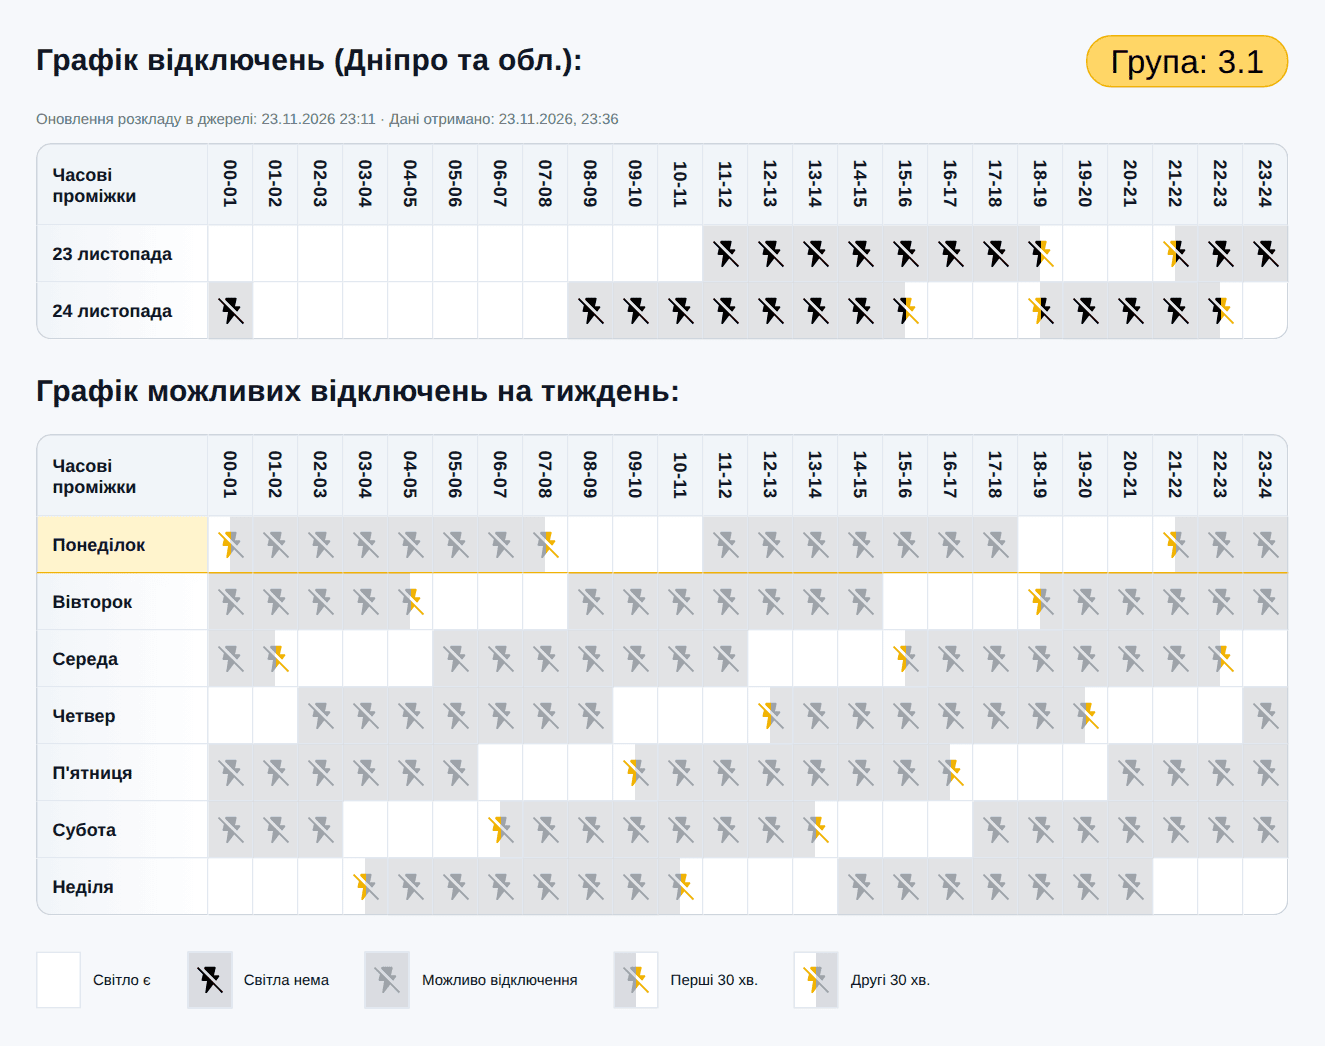 Графік відключень (Дніпро та обл.):
Група: 3.1
Оновлення розкладу в джерелі: 23.11.2026 23:11 · Дані отримано: 23.11.2026, 23:36
Часові проміжки 00-01 01-02 02-03 03-04 04-05 05-06 06-07 07-08 08-09 09-10 10-11 11-12 12-13 13-14 14-15 15-16 16-17 17-18 18-19 19-20 20-21 21-22 22-23 23-24
23 листопада
24 листопада
Графік можливих відключень на тиждень:
Часові проміжки 00-01 01-02 02-03 03-04 04-05 05-06 06-07 07-08 08-09 09-10 10-11 11-12 12-13 13-14 14-15 15-16 16-17 17-18 18-19 19-20 20-21 21-22 22-23 23-24
Понеділок
Вівторок
Середа
Четвер
П'ятниця
Субота
Неділя
Світло є Світла нема Можливо відключення Перші 30 хв. Другі 30 хв.